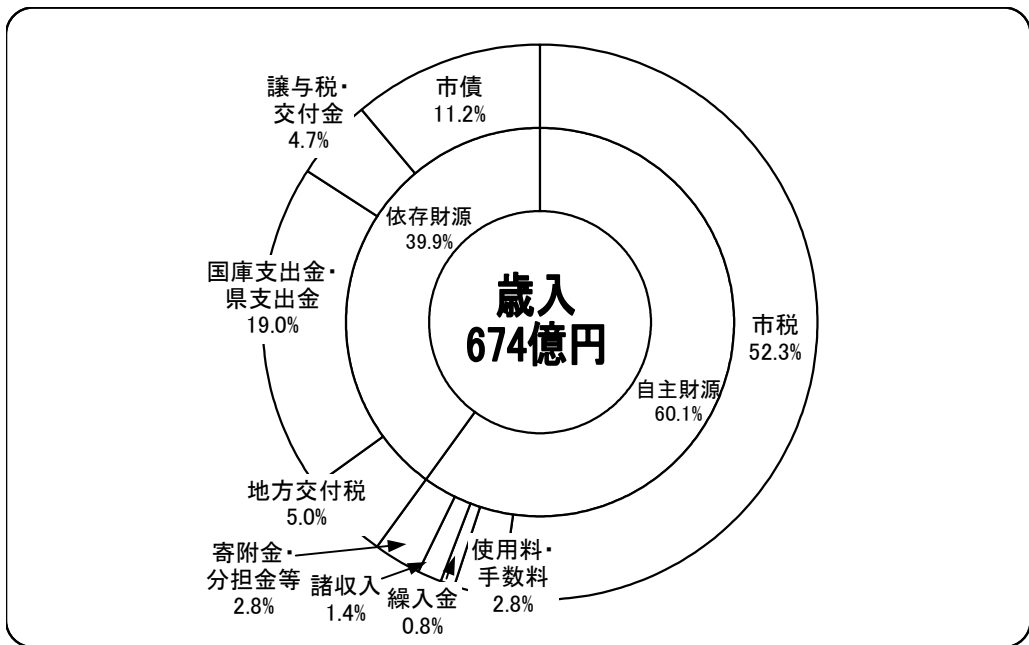 譲与税・
交付金
4.7%
市債
11.2%
依存財源
39.9%
国庫支出金・
県支出金
19.0%
歳入
674億円
市税
52.3%
自主財源
60.1%
地方交付税
5.0%
寄附金・
分担金等
2.8%
諸収入
1.4%
繰入金
0.8%
使用料・
手数料
2.8%